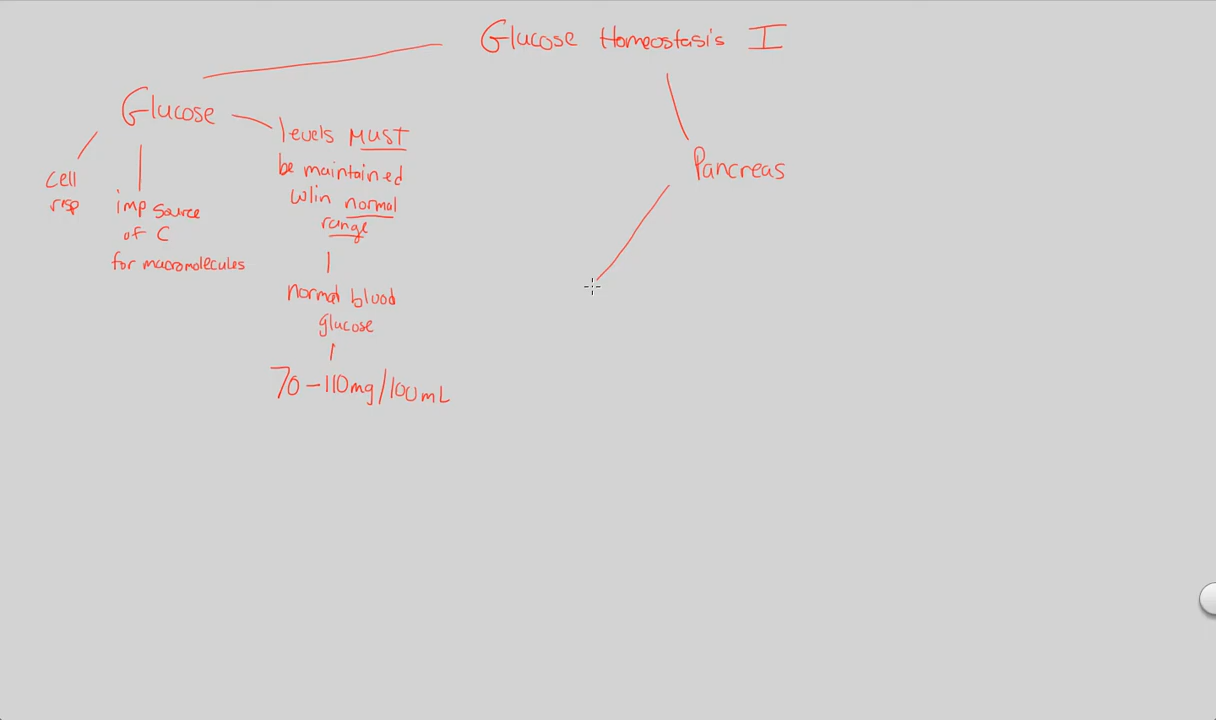 Glucose Homeostasis I
Glucose
cell
risp
imp source
of C
for macromolecules
levels MUST
be maintained
w/in normal
range
normal blood
glucose
70-110mg/100mL
Pancreas